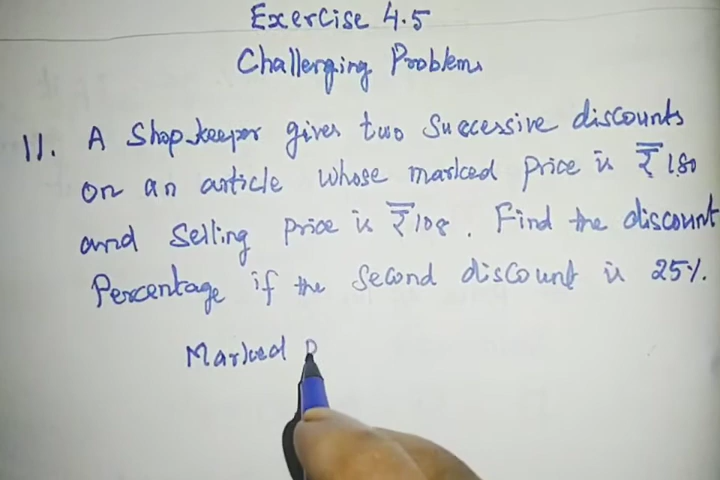 Exercise 4.5
Challenging Problems
11. A Shop-keeper gives two Successive discounts
on an article whose marked price is ₹180
and Selling price is ₹108. Find the discount
Percentage if the second discount is 25%.
Marked P